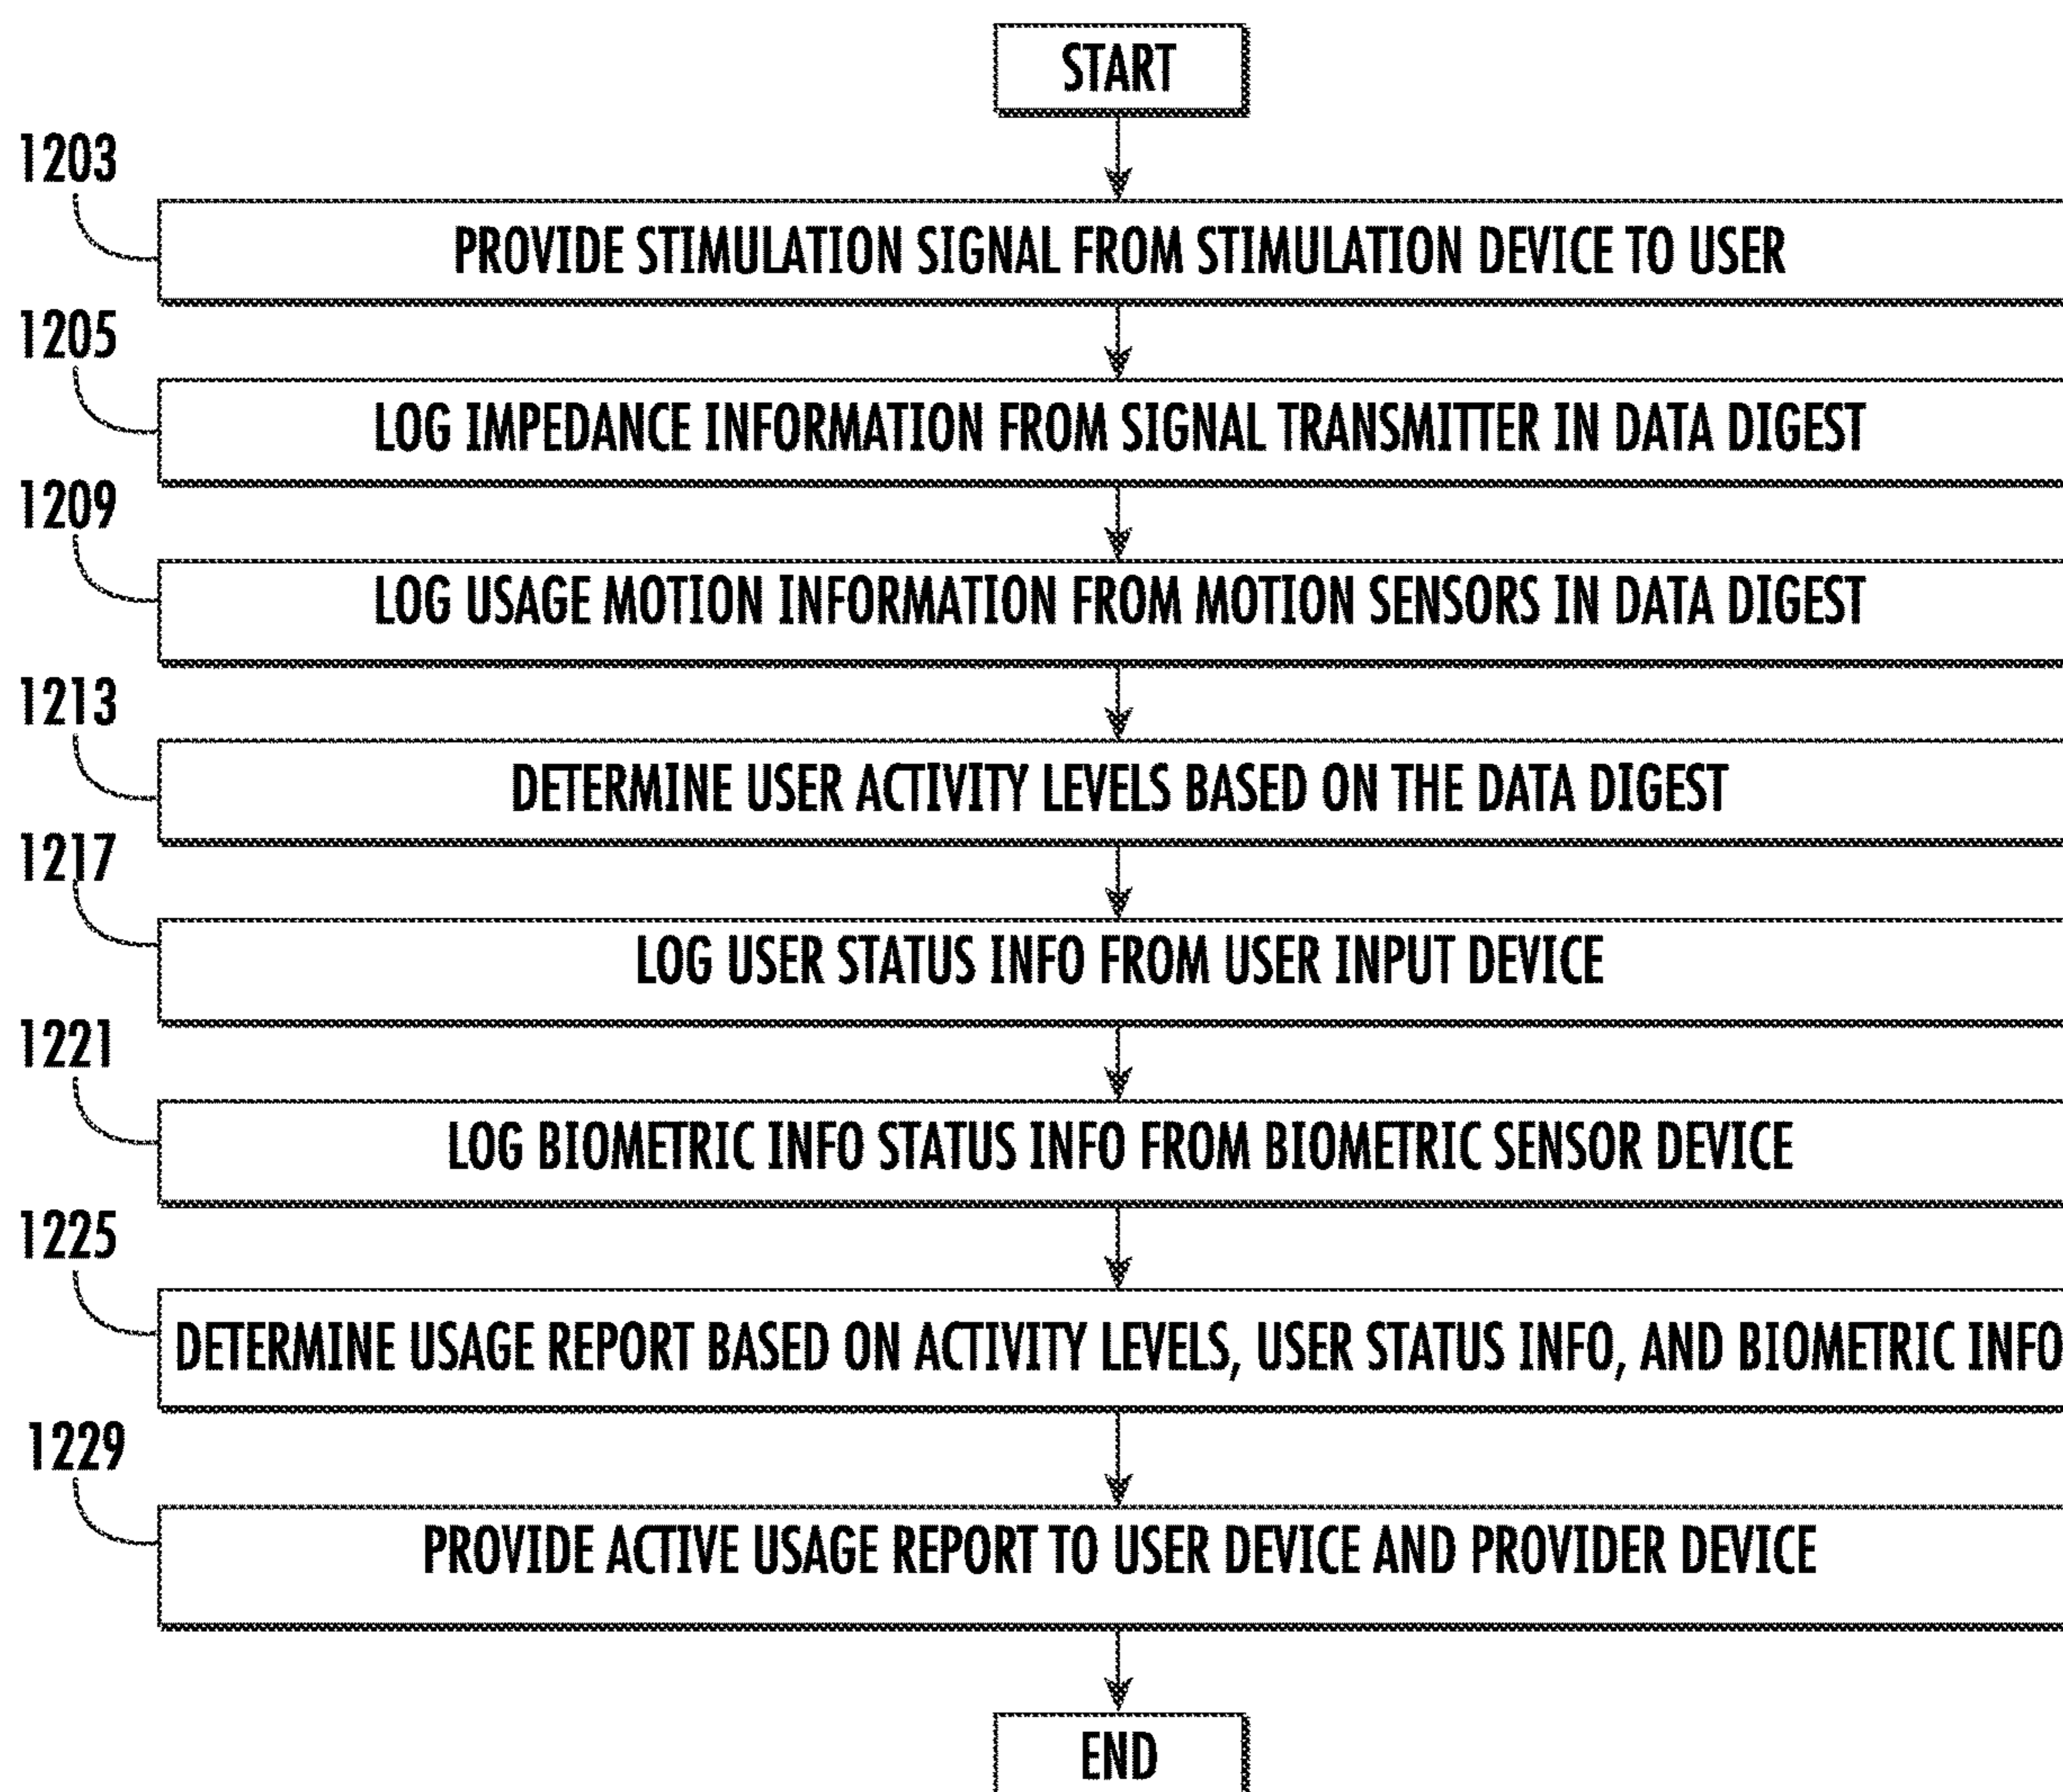 START
1203
PROVIDE STIMULATION SIGNAL FROM STIMULATION DEVICE TO USER
1205
LOG IMPEDANCE INFORMATION FROM SIGNAL TRANSMITTER IN DATA DIGEST
1209
LOG USAGE MOTION INFORMATION FROM MOTION SENSORS IN DATA DIGEST
1213
DETERMINE USER ACTIVITY LEVELS BASED ON THE DATA DIGEST
1217
LOG USER STATUS INFO FROM USER INPUT DEVICE
1221
LOG BIOMETRIC INFO STATUS INFO FROM BIOMETRIC SENSOR DEVICE
1225
DETERMINE USAGE REPORT BASED ON ACTIVITY LEVELS, USER STATUS INFO, AND BIOMETRIC INFO
1229
PROVIDE ACTIVE USAGE REPORT TO USER DEVICE AND PROVIDER DEVICE
END